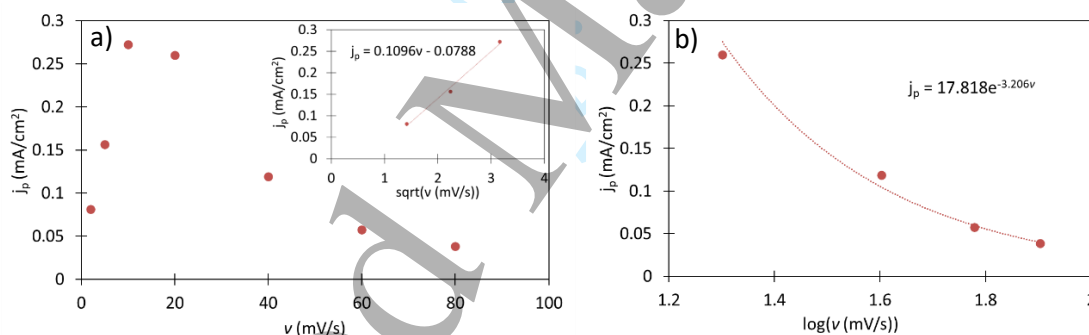 a)
0.3
0.25
0.2
0.15
0.1
0.05
0
jₚ (mA/cm²)
0 20 40 60 80 100
v (mV/s)
jₚ = 0.1096v - 0.0788
0.3
0.25
0.2
0.15
0.1
0.05
0
jₚ (mA/cm²)
0 1 2 3 4
sqrt(v (mV/s))
b)
0.3
0.25
0.2
0.15
0.1
0.05
0
jₚ (mA/cm²)
jₚ = 17.818e⁻³·²⁰⁶ᵛ
1.2 1.4 1.6 1.8 2
log(v (mV/s))